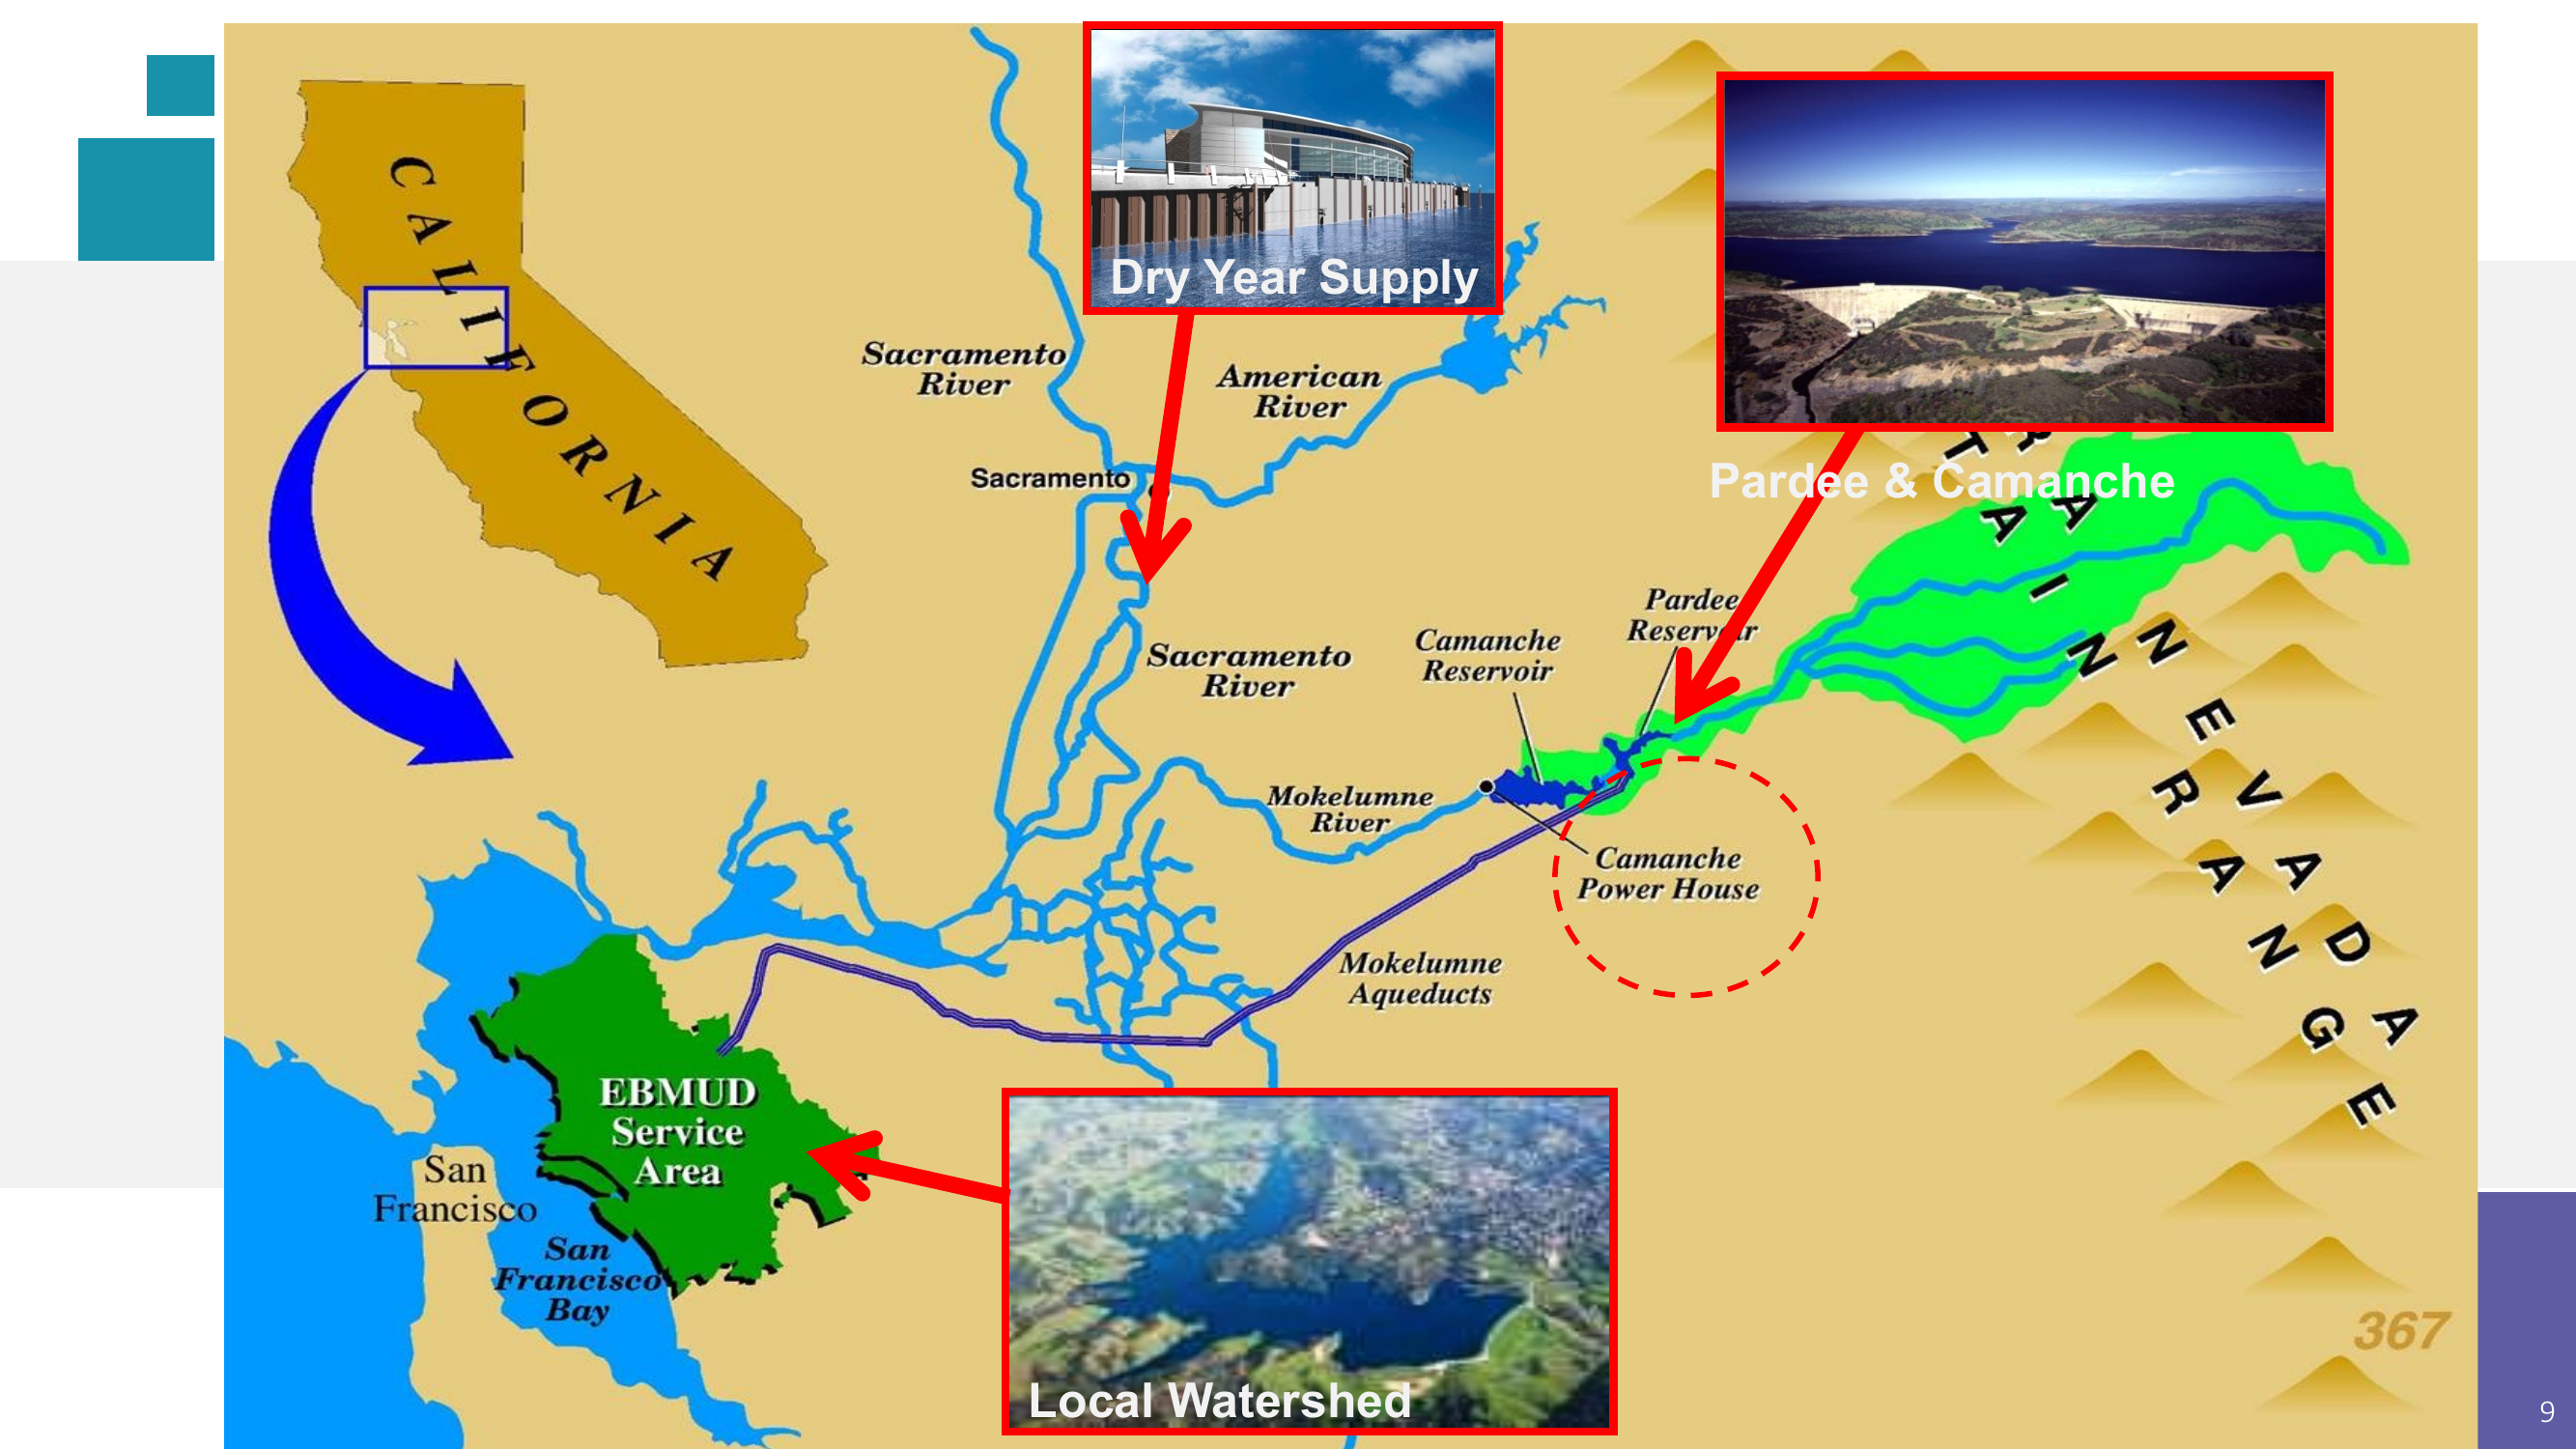 CALIFORNIA
Dry Year Supply
Sacramento
River
American
River
Sacramento
Pardee & Camanche
Pardee
Reservoir
Camanche
Reservoir
Sacramento
River
Mokelumne
River
Camanche
Power House
Mokelumne
Aqueducts
NEVADA
RANGE
EBMUD
Service
Area
San
Francisco
San
Francisco
Bay
Local Watershed
367
9